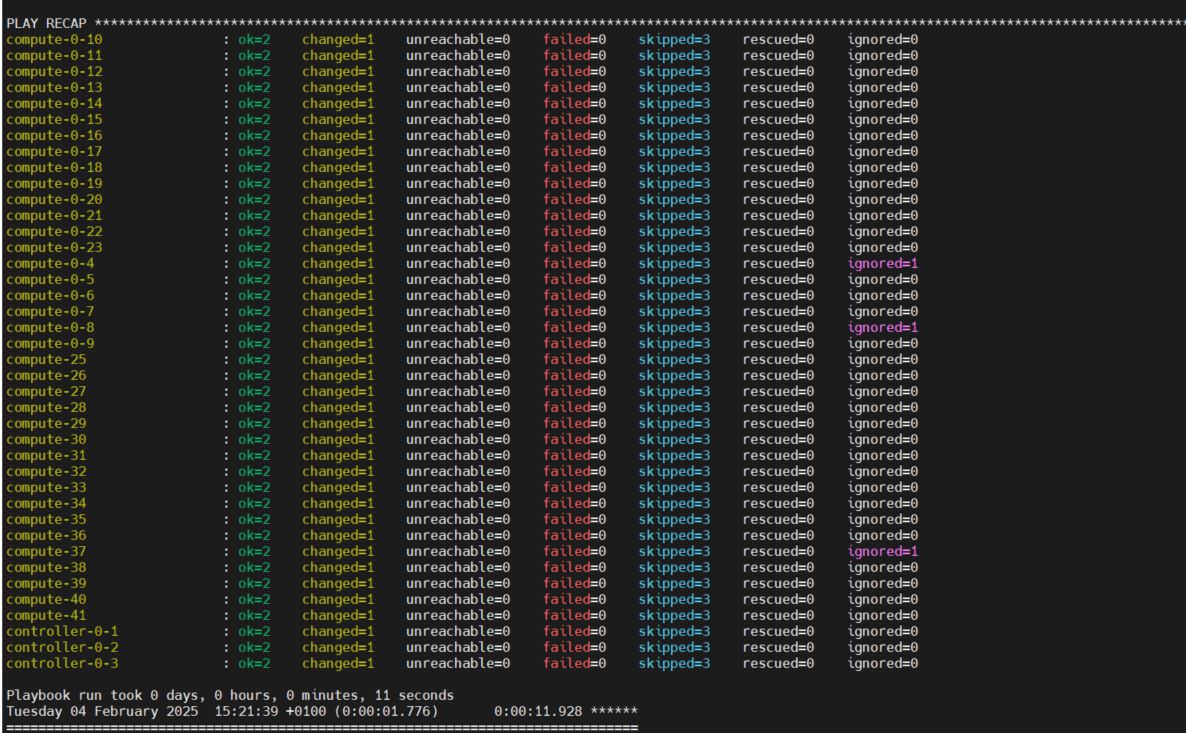 PLAY RECAP ****************************************************************************************************************************************
compute-0-10 : ok=2 changed=1 unreachable=0 failed=0 skipped=3 rescued=0 ignored=0
compute-0-11 : ok=2 changed=1 unreachable=0 failed=0 skipped=3 rescued=0 ignored=0
compute-0-12 : ok=2 changed=1 unreachable=0 failed=0 skipped=3 rescued=0 ignored=0
compute-0-13 : ok=2 changed=1 unreachable=0 failed=0 skipped=3 rescued=0 ignored=0
compute-0-14 : ok=2 changed=1 unreachable=0 failed=0 skipped=3 rescued=0 ignored=0
compute-0-15 : ok=2 changed=1 unreachable=0 failed=0 skipped=3 rescued=0 ignored=0
compute-0-16 : ok=2 changed=1 unreachable=0 failed=0 skipped=3 rescued=0 ignored=0
compute-0-17 : ok=2 changed=1 unreachable=0 failed=0 skipped=3 rescued=0 ignored=0
compute-0-18 : ok=2 changed=1 unreachable=0 failed=0 skipped=3 rescued=0 ignored=0
compute-0-19 : ok=2 changed=1 unreachable=0 failed=0 skipped=3 rescued=0 ignored=0
compute-0-20 : ok=2 changed=1 unreachable=0 failed=0 skipped=3 rescued=0 ignored=0
compute-0-21 : ok=2 changed=1 unreachable=0 failed=0 skipped=3 rescued=0 ignored=0
compute-0-22 : ok=2 changed=1 unreachable=0 failed=0 skipped=3 rescued=0 ignored=0
compute-0-23 : ok=2 changed=1 unreachable=0 failed=0 skipped=3 rescued=0 ignored=0
compute-0-4 : ok=2 changed=1 unreachable=0 failed=0 skipped=3 rescued=0 ignored=1
compute-0-5 : ok=2 changed=1 unreachable=0 failed=0 skipped=3 rescued=0 ignored=0
compute-0-6 : ok=2 changed=1 unreachable=0 failed=0 skipped=3 rescued=0 ignored=0
compute-0-7 : ok=2 changed=1 unreachable=0 failed=0 skipped=3 rescued=0 ignored=0
compute-0-8 : ok=2 changed=1 unreachable=0 failed=0 skipped=3 rescued=0 ignored=1
compute-0-9 : ok=2 changed=1 unreachable=0 failed=0 skipped=3 rescued=0 ignored=0
compute-25 : ok=2 changed=1 unreachable=0 failed=0 skipped=3 rescued=0 ignored=0
compute-26 : ok=2 changed=1 unreachable=0 failed=0 skipped=3 rescued=0 ignored=0
compute-27 : ok=2 changed=1 unreachable=0 failed=0 skipped=3 rescued=0 ignored=0
compute-28 : ok=2 changed=1 unreachable=0 failed=0 skipped=3 rescued=0 ignored=0
compute-29 : ok=2 changed=1 unreachable=0 failed=0 skipped=3 rescued=0 ignored=0
compute-30 : ok=2 changed=1 unreachable=0 failed=0 skipped=3 rescued=0 ignored=0
compute-31 : ok=2 changed=1 unreachable=0 failed=0 skipped=3 rescued=0 ignored=0
compute-32 : ok=2 changed=1 unreachable=0 failed=0 skipped=3 rescued=0 ignored=0
compute-33 : ok=2 changed=1 unreachable=0 failed=0 skipped=3 rescued=0 ignored=0
compute-34 : ok=2 changed=1 unreachable=0 failed=0 skipped=3 rescued=0 ignored=0
compute-35 : ok=2 changed=1 unreachable=0 failed=0 skipped=3 rescued=0 ignored=0
compute-36 : ok=2 changed=1 unreachable=0 failed=0 skipped=3 rescued=0 ignored=0
compute-37 : ok=2 changed=1 unreachable=0 failed=0 skipped=3 rescued=0 ignored=1
compute-38 : ok=2 changed=1 unreachable=0 failed=0 skipped=3 rescued=0 ignored=0
compute-39 : ok=2 changed=1 unreachable=0 failed=0 skipped=3 rescued=0 ignored=0
compute-40 : ok=2 changed=1 unreachable=0 failed=0 skipped=3 rescued=0 ignored=0
compute-41 : ok=2 changed=1 unreachable=0 failed=0 skipped=3 rescued=0 ignored=0
controller-0-1 : ok=2 changed=1 unreachable=0 failed=0 skipped=3 rescued=0 ignored=0
controller-0-2 : ok=2 changed=1 unreachable=0 failed=0 skipped=3 rescued=0 ignored=0
controller-0-3 : ok=2 changed=1 unreachable=0 failed=0 skipped=3 rescued=0 ignored=0
Playbook run took 0 days, 0 hours, 0 minutes, 11 seconds
Tuesday 04 February 2025 15:21:39 +0100 (0:00:01.776) 0:00:11.928 ******
===============================================================================